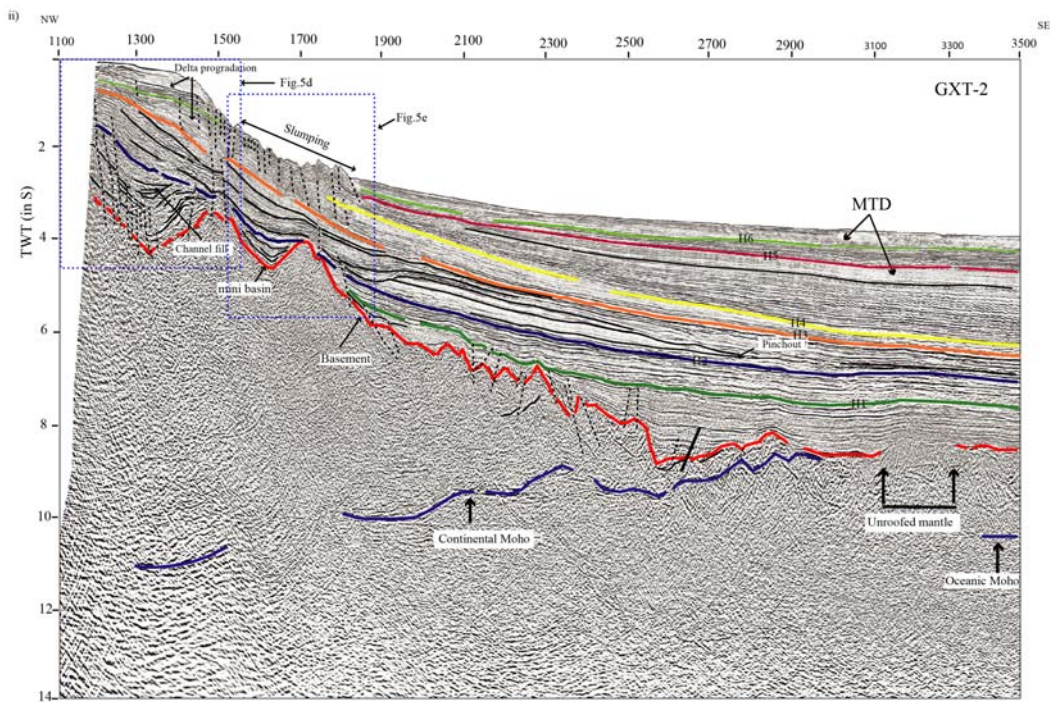 ii)
NW
SE
1100 1300 1500 1700 1900 2100 2300 2500 2700 2900 3100 3300 3500
Delta progradation
Fig.5d
GXT-2
Fig.5e
Slumping
2
TWT (in S)
MTD
4
H6
H5
Channel fill
mini basin
H4
6
H3
Basement
Pinchout
H2
H1
8
10
Unroofed mantle
Continental Moho
Oceanic Moho
12
14